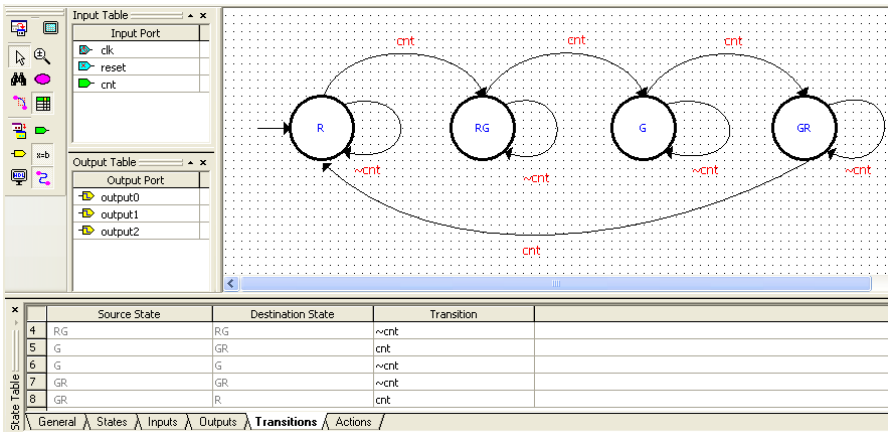 Input Table
Input Port
clk
reset
cnt
x=b
HDL
Output Table
Output Port
output0
output1
output2
cnt
cnt
cnt
R
RG
G
GR
~cnt
~cnt
~cnt
~cnt
cnt
State Table
Source State Destination State Transition
4 RG RG ~cnt
5 G GR cnt
6 G G ~cnt
7 GR GR ~cnt
8 GR R cnt
General States Inputs Outputs Transitions Actions